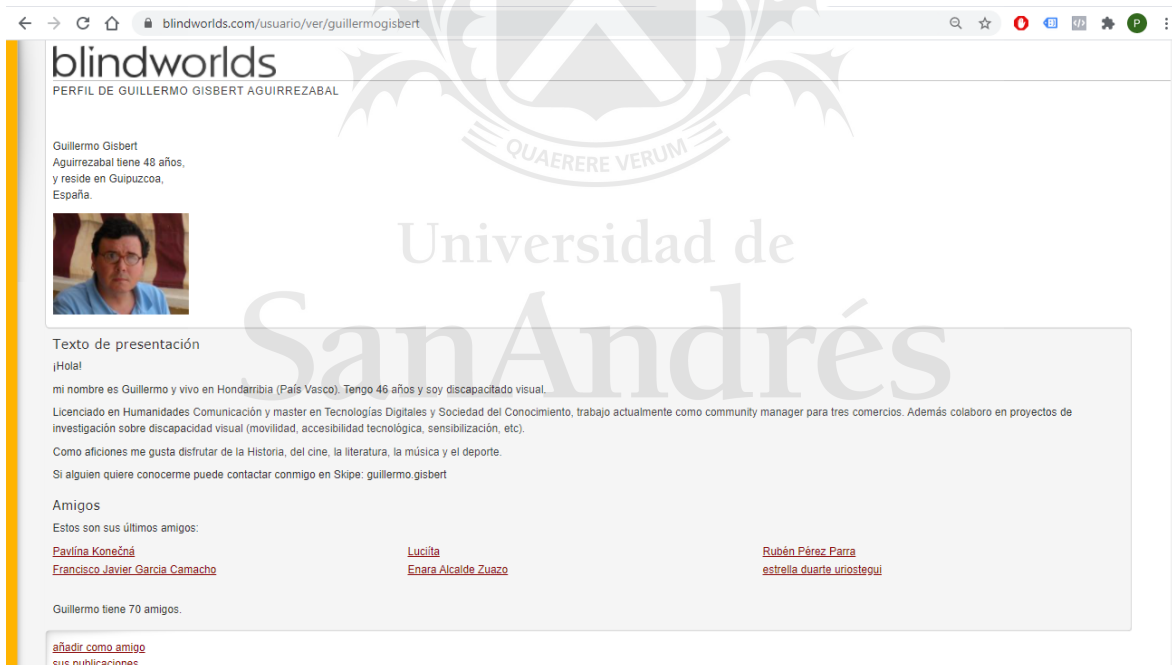 blindworlds.com/usuario/ver/guillermogisbert
P
blindworlds
PERFIL DE GUILLERMO GISBERT AGUIRREZABAL
QUAERERE VERUM
Universidad de
SanAndrés
Guillermo Gisbert
Aguirrezabal tiene 48 años,
y reside en Guipuzcoa,
España.
Texto de presentación
¡Hola!
mi nombre es Guillermo y vivo en Hondarribia (País Vasco). Tengo 46 años y soy discapacitado visual.
Licenciado en Humanidades Comunicación y master en Tecnologías Digitales y Sociedad del Conocimiento, trabajo actualmente como community manager para tres comercios. Además colaboro en proyectos de
investigación sobre discapacidad visual (movilidad, accesibilidad tecnológica, sensibilización, etc).
Como aficiones me gusta disfrutar de la Historia, del cine, la literatura, la música y el deporte.
Si alguien quiere conocerme puede contactar conmigo en Skipe: guillermo.gisbert
Amigos
Estos son sus últimos amigos:
Pavlína Konečná Luciíta Rubén Pérez Parra
Francisco Javier Garcia Camacho Enara Alcalde Zuazo estrella duarte uriostegui
Guillermo tiene 70 amigos.
añadir como amigo
sus publicaciones